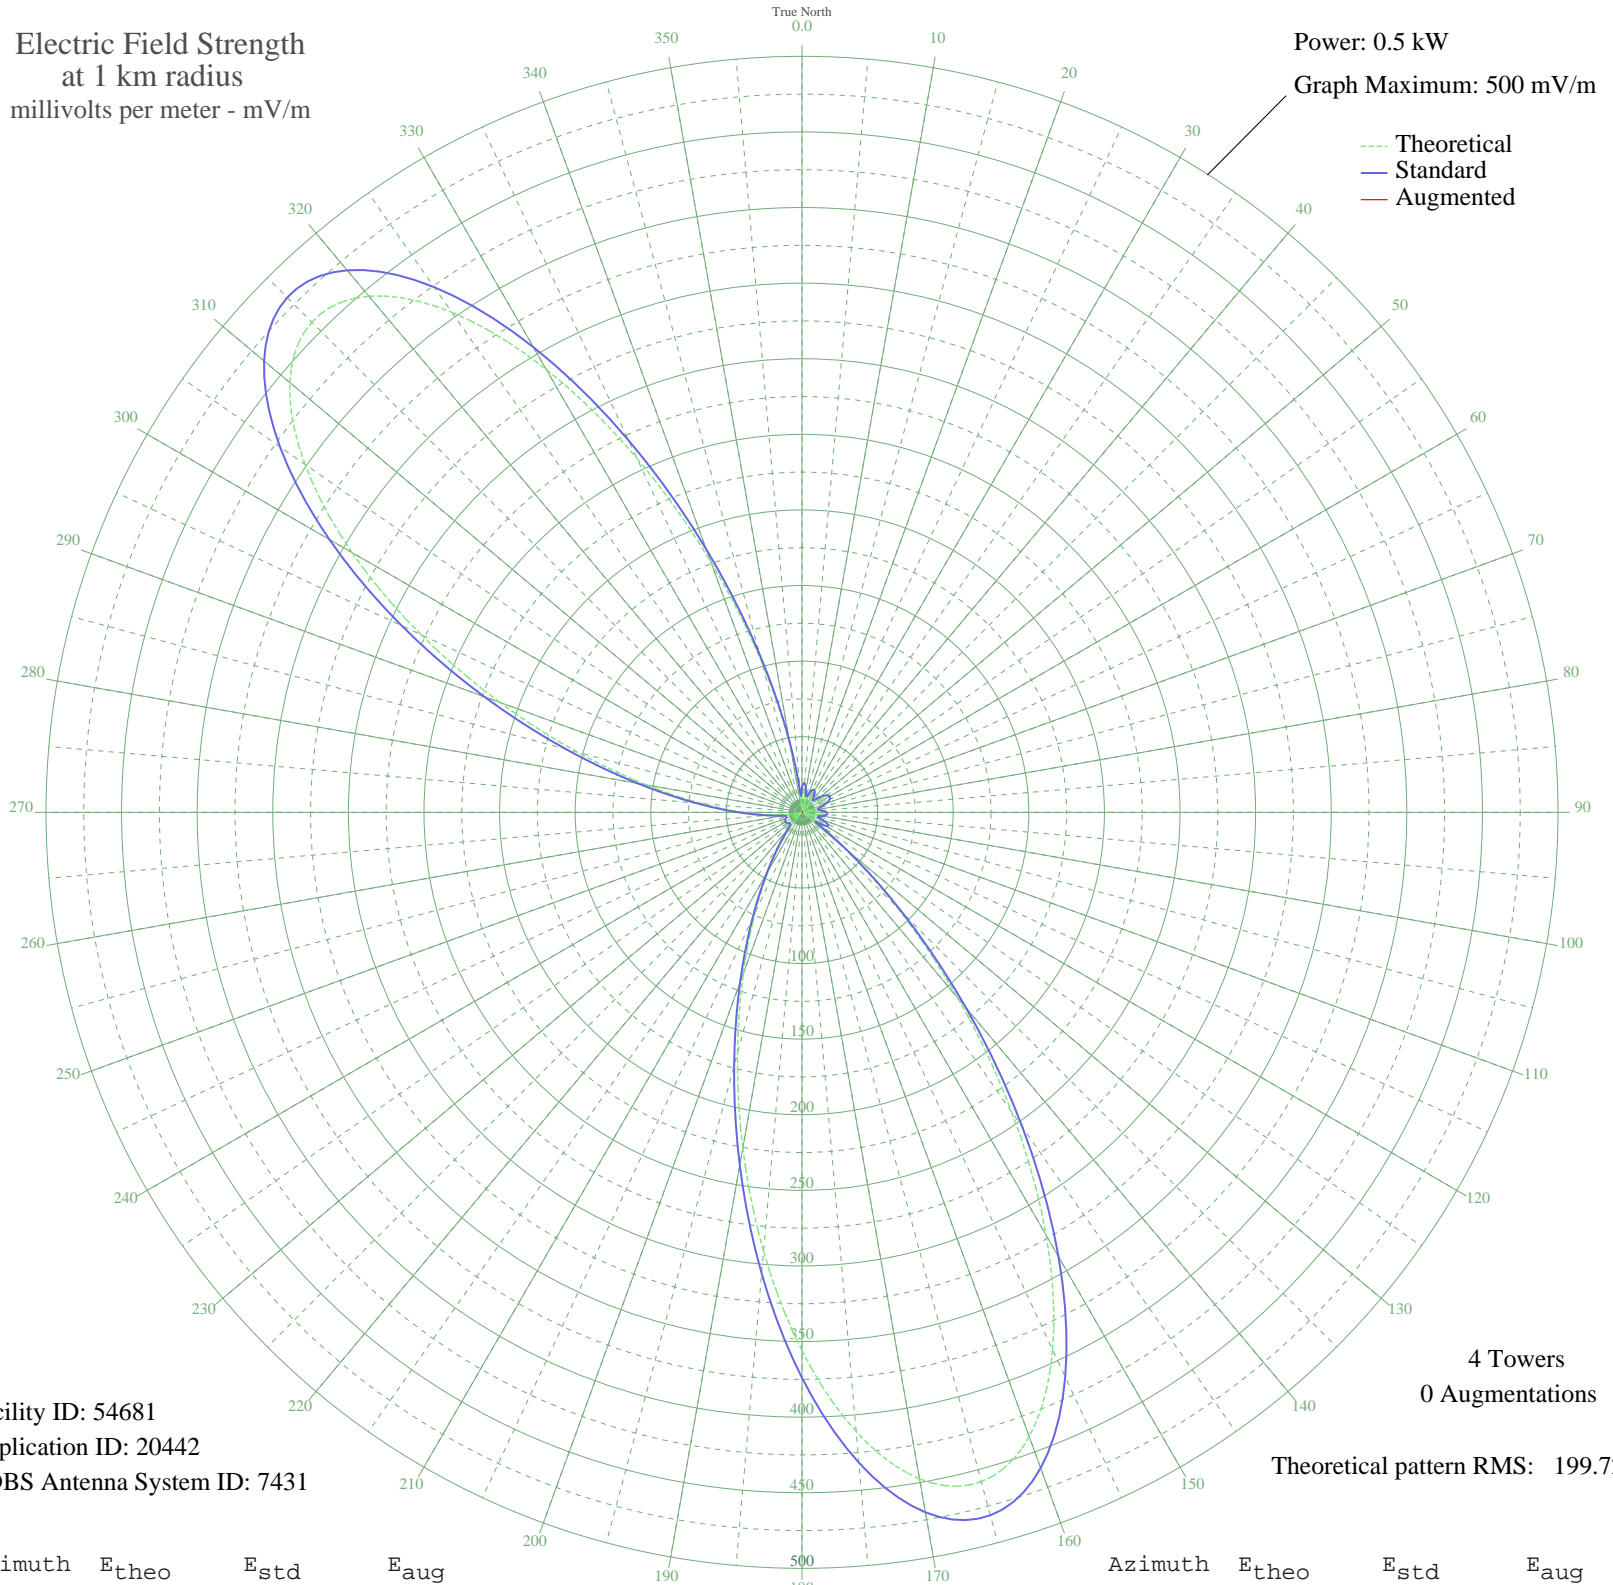 True North
0.0
Electric Field Strength
at 1 km radius
millivolts per meter - mV/m
Power: 0.5 kW
Graph Maximum: 500 mV/m
Theoretical
Standard
Augmented
10
20
30
40
50
60
70
80
90
100
110
120
130
140
150
160
170
190
200
210
220
230
240
250
260
270
280
290
300
310
320
330
340
350
100
150
200
250
300
350
400
450
500
4 Towers
0 Augmentations
Theoretical pattern RMS: 199.7
cility ID: 54681
plication ID: 20442
DBS Antenna System ID: 7431
imuth Etheo Estd Eaug
Azimuth Etheo Estd Eaug